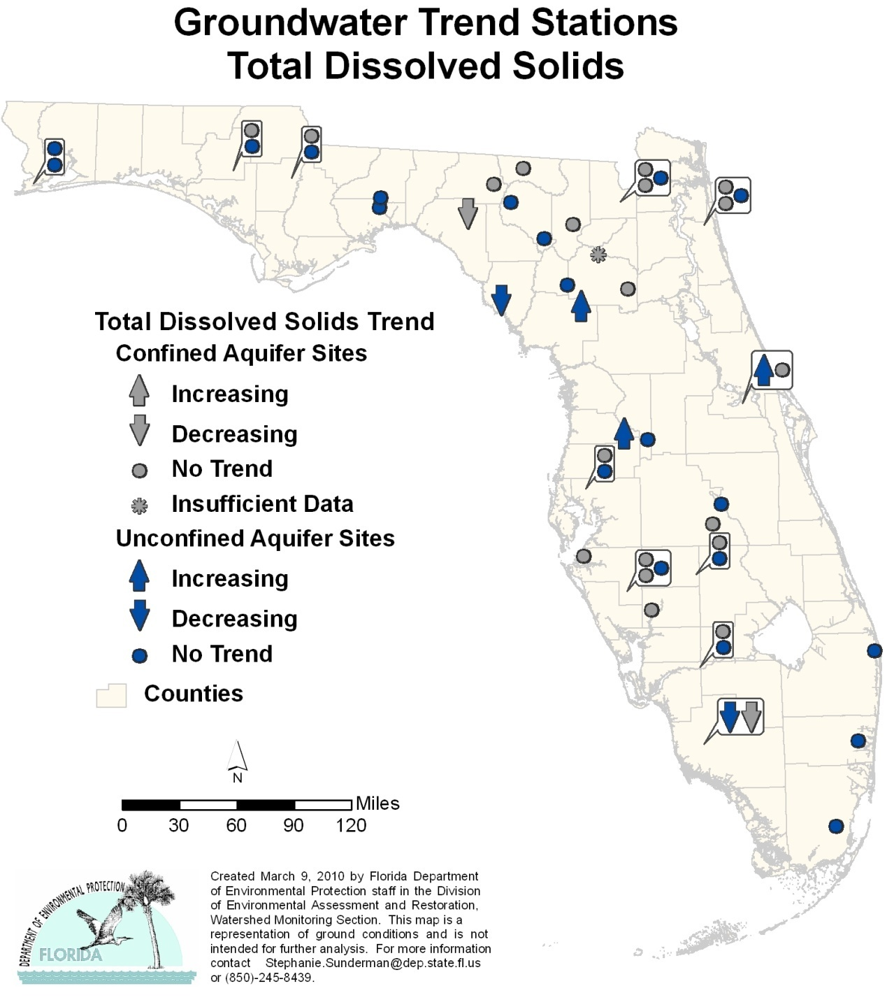 Groundwater Trend Stations
Total Dissolved Solids
Total Dissolved Solids Trend
Confined Aquifer Sites
Increasing
Decreasing
No Trend
Insufficient Data
Unconfined Aquifer Sites
Increasing
Decreasing
No Trend
Counties
N
Miles
0 30 60 90 120
DEPARTMENT OF ENVIRONMENTAL PROTECTION
FLORIDA
Created March 9, 2010 by Florida Department
of Environmental Protection staff in the Division
of Environmental Assessment and Restoration,
Watershed Monitoring Section. This map is a
representation of ground conditions and is not
intended for further analysis. For more information
contact Stephanie.Sunderman@dep.state.fl.us
or (850)-245-8439.